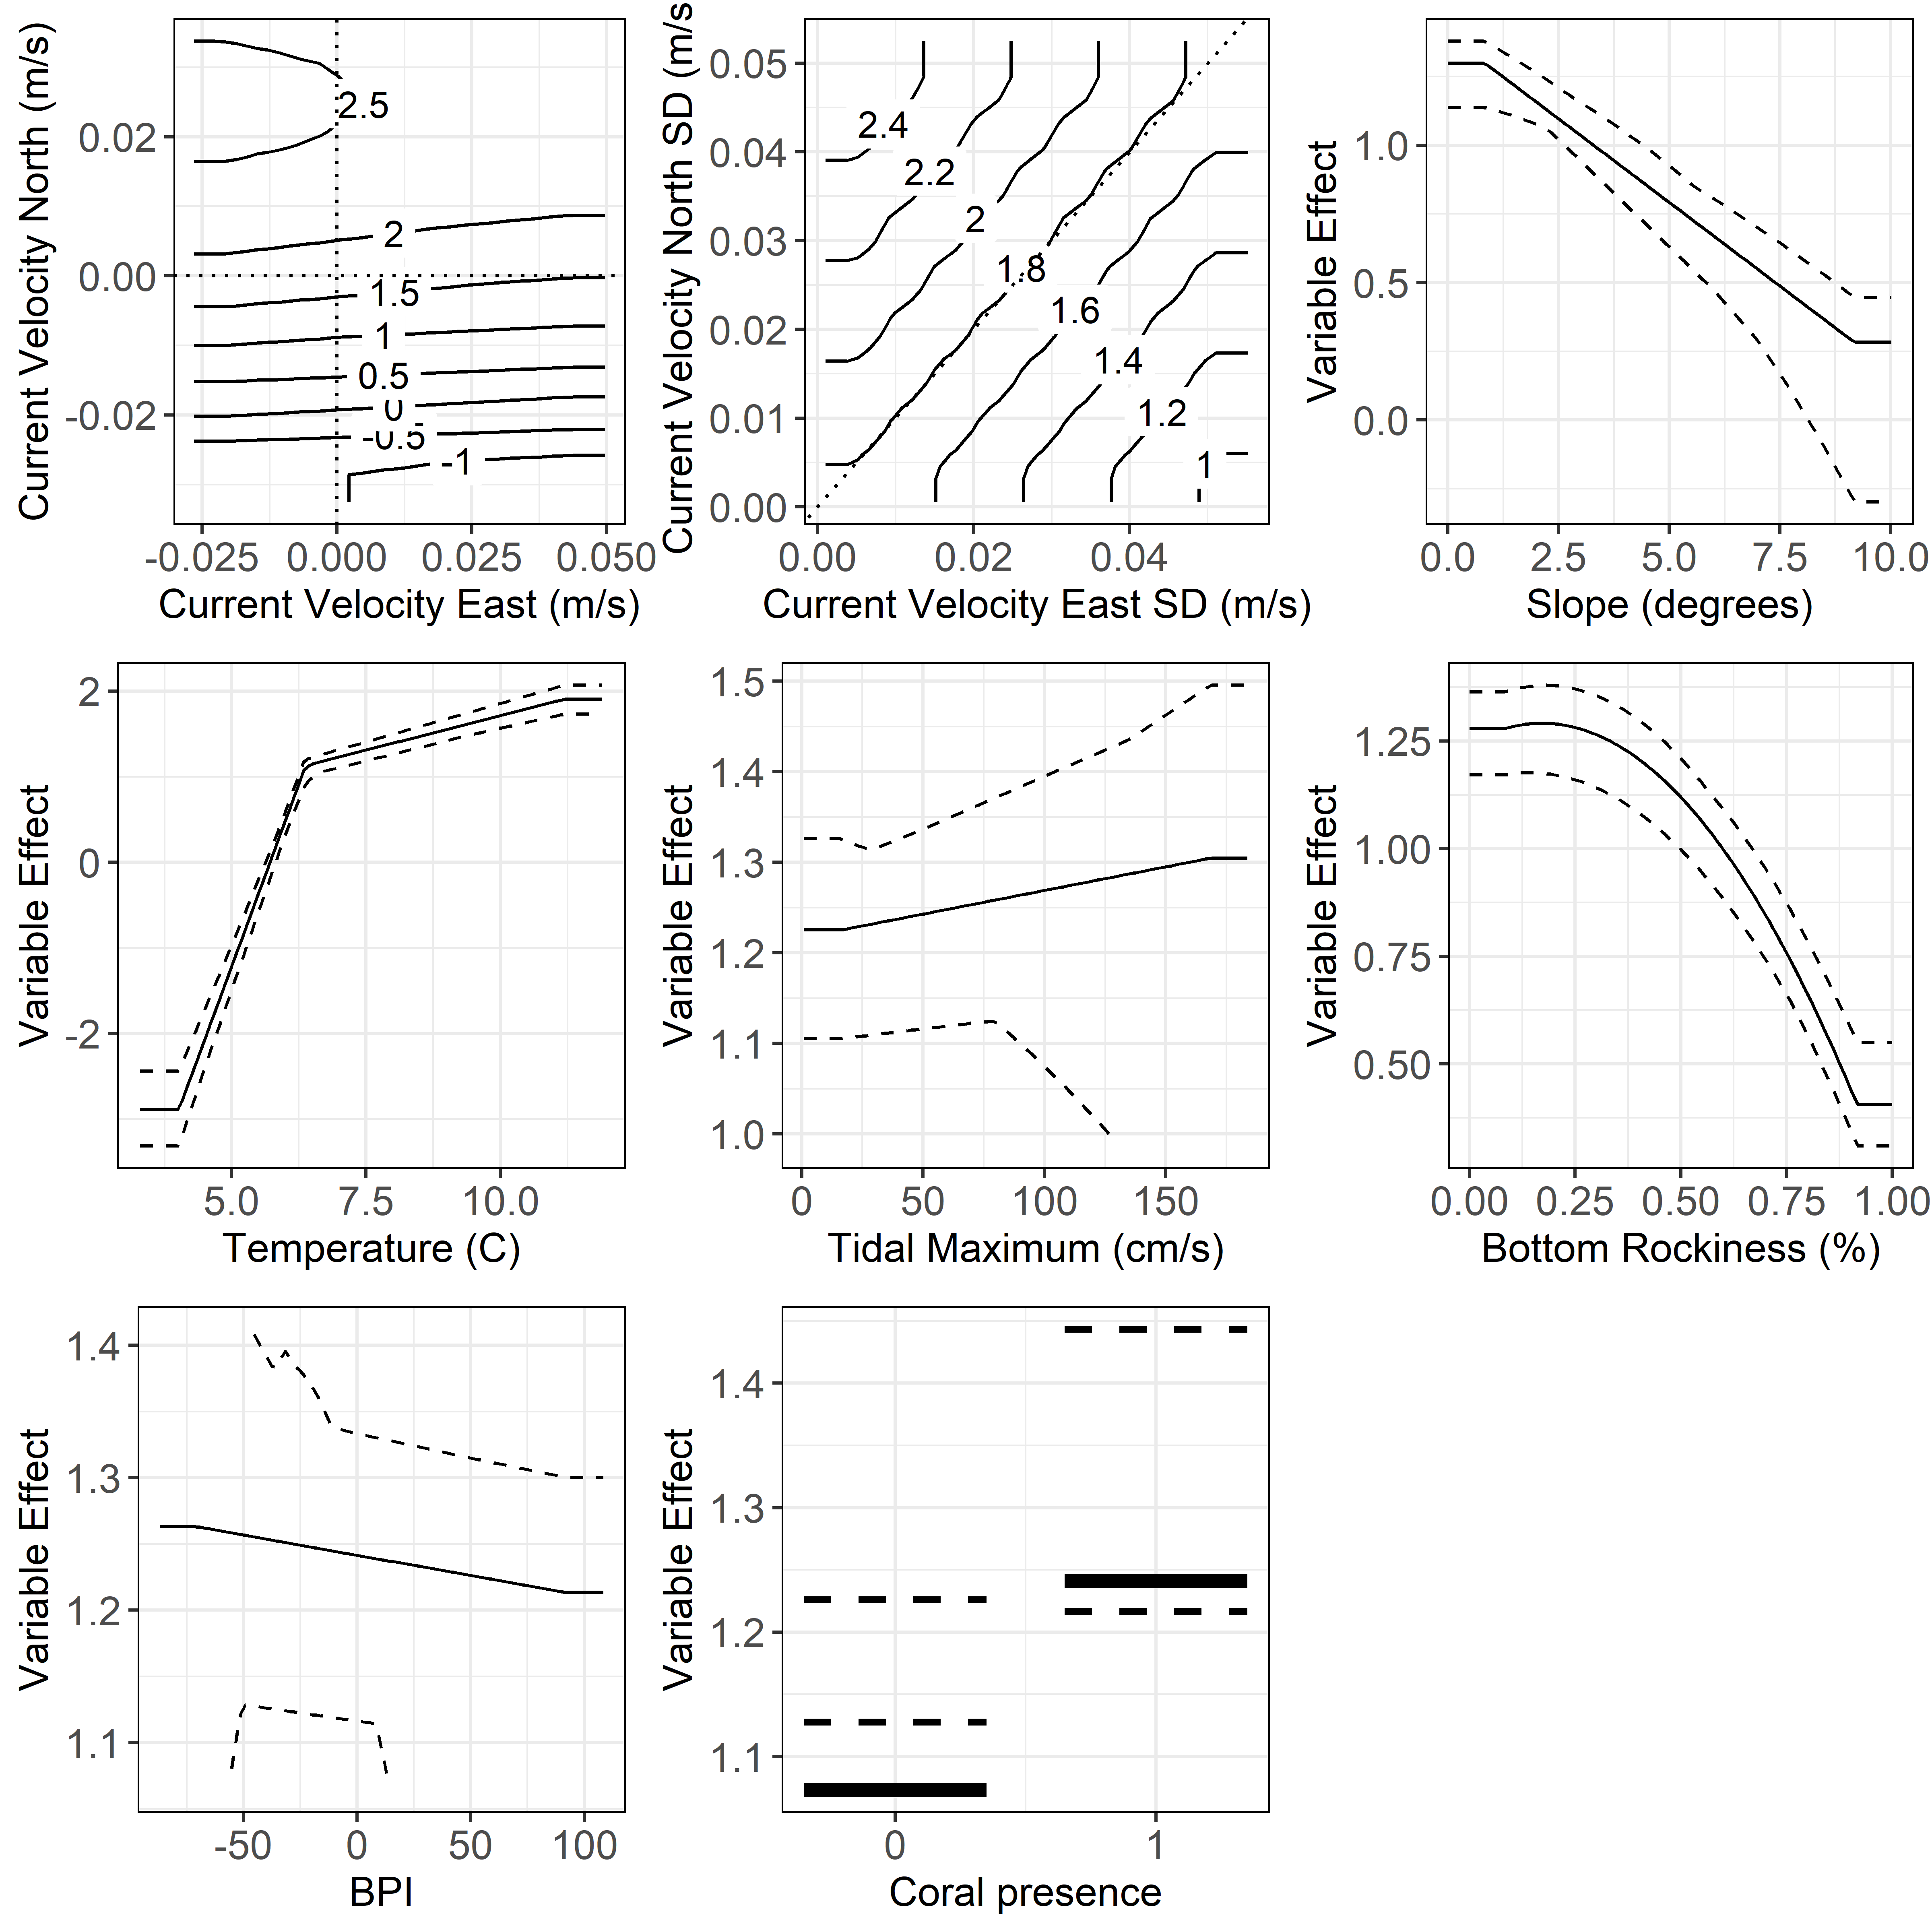 Current Velocity North (m/s)
0.02
0.00
-0.02
2.5
2
1.5
1
0.5
0
-0.5
-1
-0.025 0.000 0.025 0.050
Current Velocity East (m/s)
Current Velocity North SD (m/s
0.05
0.04
0.03
0.02
0.01
0.00
2.4
2.2
2
1.8
1.6
1.4
1.2
1
0.00 0.02 0.04
Current Velocity East SD (m/s)
Variable Effect
1.0
0.5
0.0
0.0 2.5 5.0 7.5 10.0
Slope (degrees)
Variable Effect
2
0
-2
5.0 7.5 10.0
Temperature (C)
Variable Effect
1.5
1.4
1.3
1.2
1.1
1.0
0 50 100 150
Tidal Maximum (cm/s)
Variable Effect
1.25
1.00
0.75
0.50
0.00 0.25 0.50 0.75 1.00
Bottom Rockiness (%)
Variable Effect
1.4
1.3
1.2
1.1
-50 0 50 100
BPI
Variable Effect
1.4
1.3
1.2
1.1
0 1
Coral presence